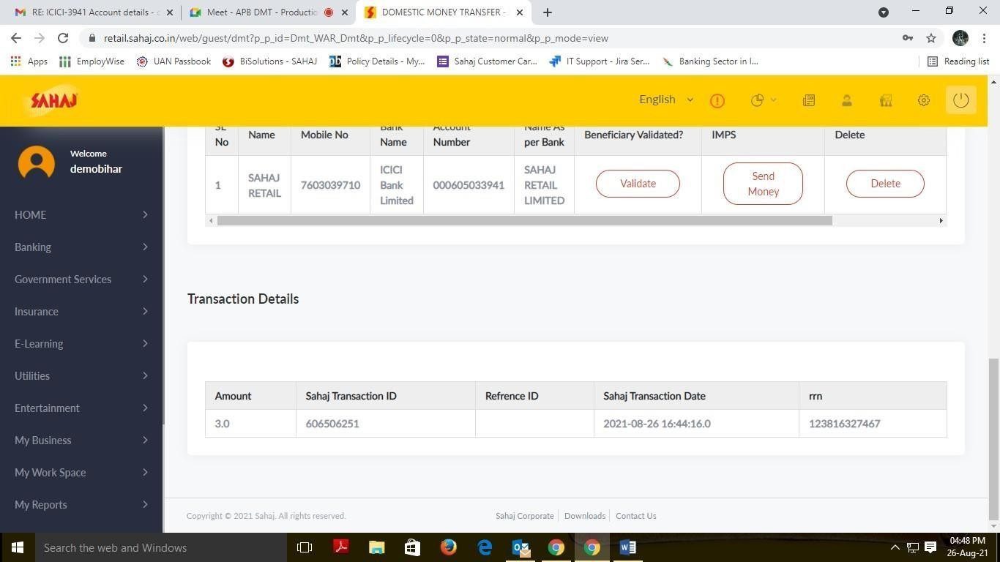 RE: ICICI-3941 Account details -
Meet - APB DMT - Productio
DOMESTIC MONEY TRANSFER -
retail.sahaj.co.in/web/guest/dmt?p_p_id=Dmt_WAR_Dmt&p_p_lifecycle=0&p_p_state=normal&p_p_mode=view
Apps
EmployWise
UAN Passbook
BiSolutions - SAHAJ
Policy Details - My...
Sahaj Customer Car...
IT Support - Jira Ser...
Banking Sector in I...
Reading list
SAHAJ
English
Welcome
demobihar
HOME
Banking
Government Services
Insurance
E-Learning
Utilities
Entertainment
My Business
My Work Space
My Reports
SL
No
Name
Mobile No
Bank
Name
Account
Number
Name As
per Bank
Beneficiary Validated?
IMPS
Delete
1
SAHAJ
RETAIL
7603039710
ICICI
Bank
Limited
000605033941
SAHAJ
RETAIL
LIMITED
Validate
Send
Money
Delete
Transaction Details
Amount
Sahaj Transaction ID
Refrence ID
Sahaj Transaction Date
rrn
3.0
606506251
2021-08-26 16:44:16.0
123816327467
Copyright © 2021 Sahaj. All rights reserved.
Sahaj Corporate
Downloads
Contact Us
Search the web and Windows
04:48 PM
26-Aug-21